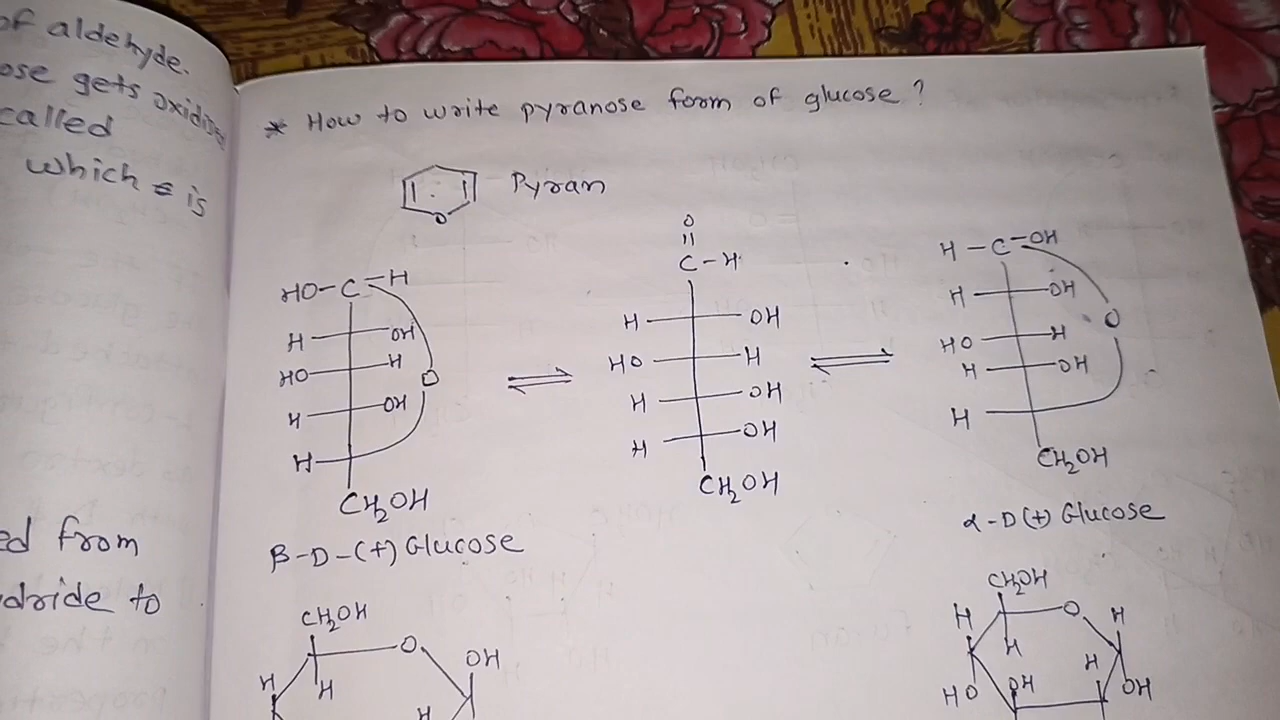 of aldehyde.
ose gets oxidised
called
which is
ed from
dride to
* How to write pyranose form of glucose ?
O Pyran
HO-C-H
H OH
HO H
O
H OH
H
CH2OH
β-D-(+) Glucose
O
C-H
H OH
HO H
H OH
H OH
CH2OH
H-C-OH
H OH
O
HO H
H OH
H
CH2OH
α-D(+) Glucose
CH2OH
O
OH
H H
H
CH2OH
H O H
H H
HO OH OH